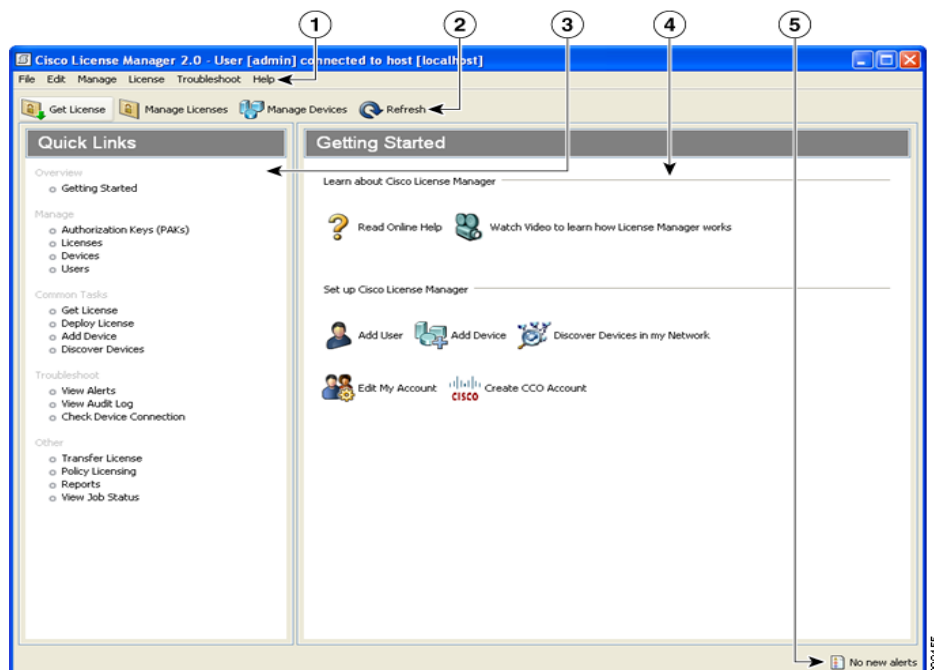 1 2 3 4 5
Cisco License Manager 2.0 - User [admin] connected to host [localhost]
File Edit Manage License Troubleshoot Help
Get License Manage Licenses Manage Devices Refresh
Quick Links
Overview
Getting Started
Manage
Authorization Keys (PAKs)
Licenses
Devices
Users
Common Tasks
Get License
Deploy License
Add Device
Discover Devices
Troubleshoot
View Alerts
View Audit Log
Check Device Connection
Other
Transfer License
Policy Licensing
Reports
View Job Status
Getting Started
Learn about Cisco License Manager
Read Online Help Watch Video to learn how License Manager works
Set up Cisco License Manager
Add User Add Device Discover Devices in my Network
Edit My Account CISCO Create CCO Account
No new alerts